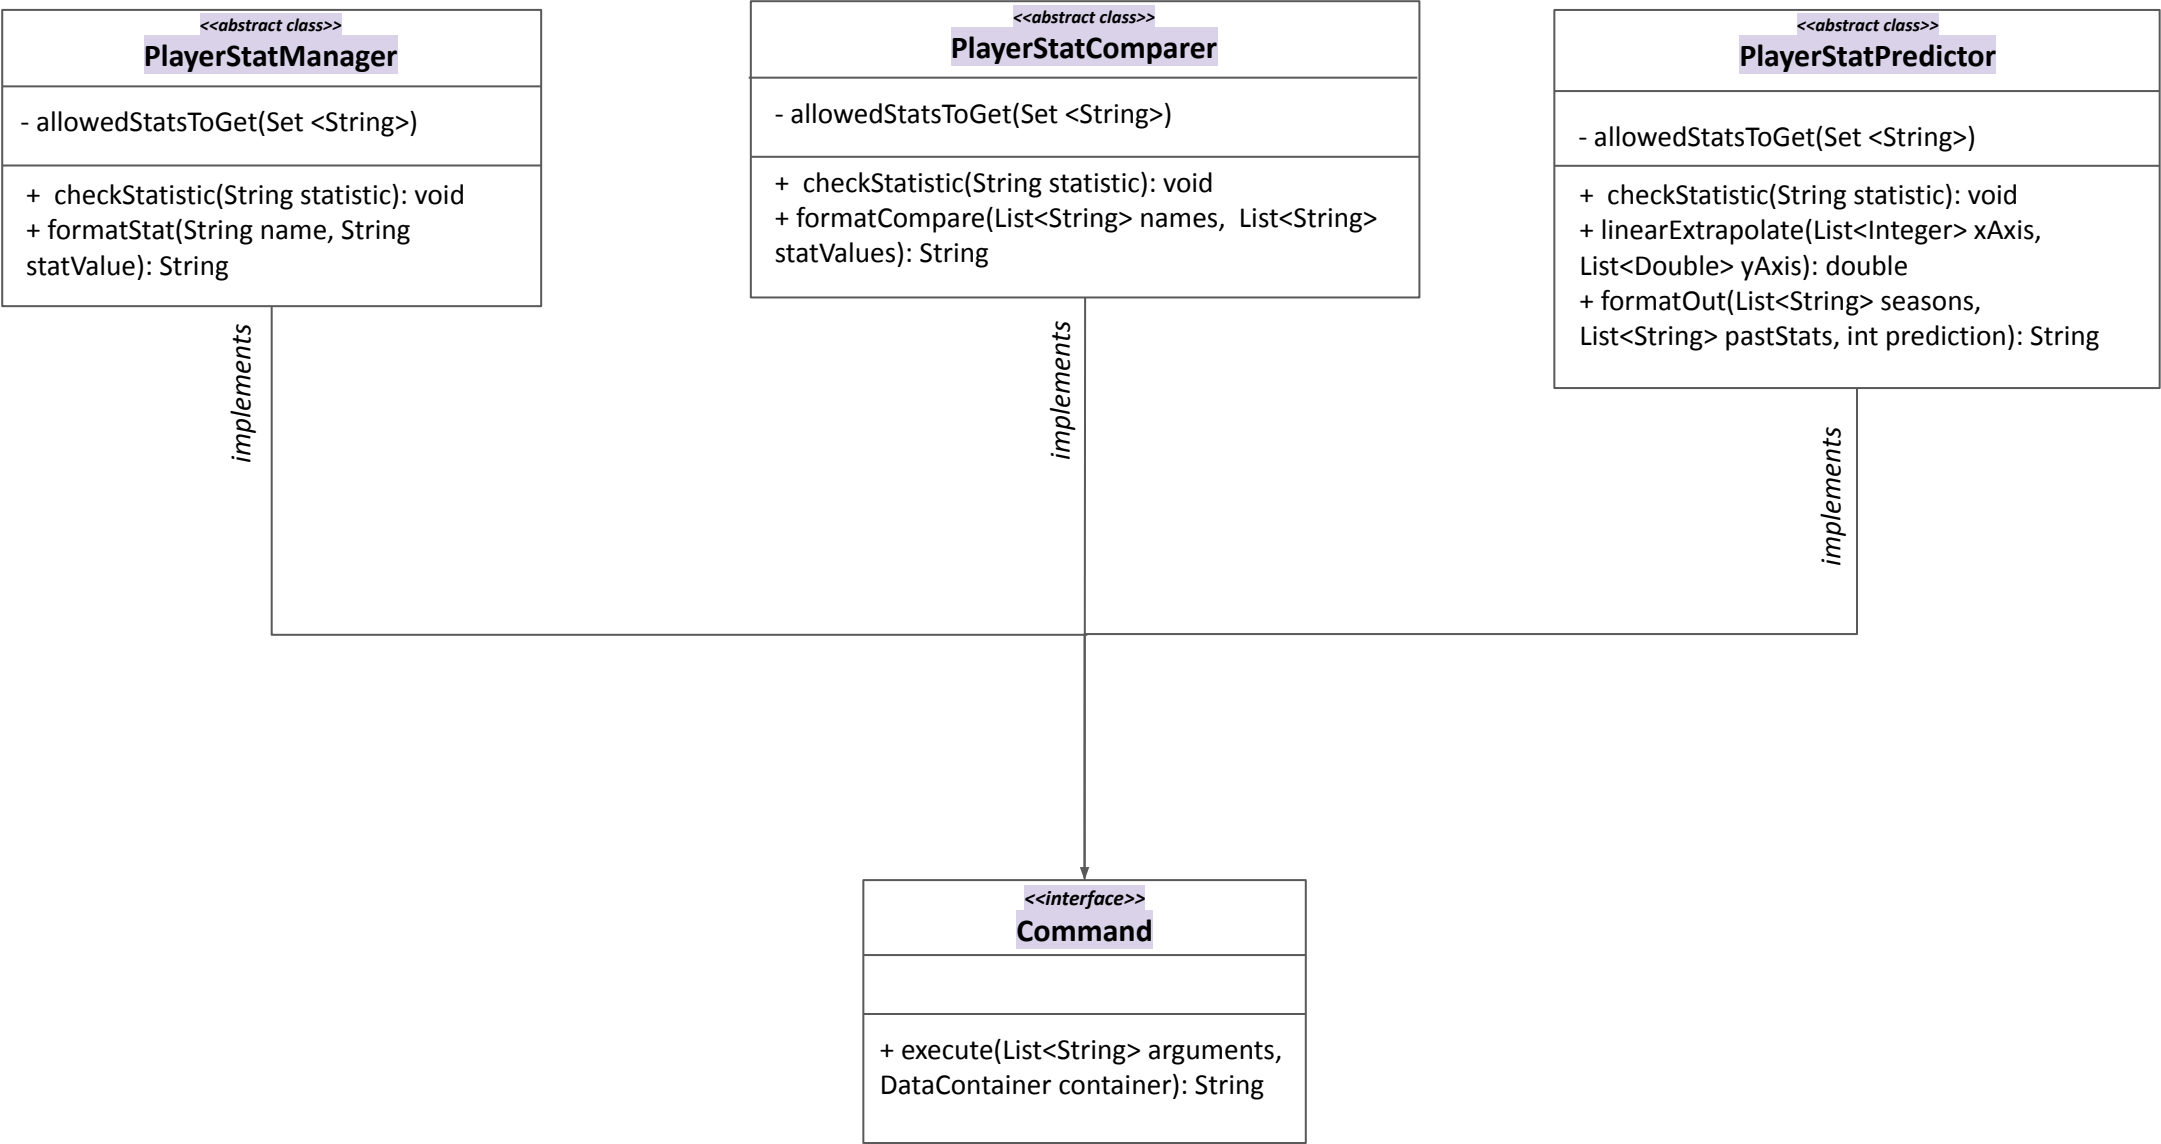 <<abstract class>>
PlayerStatManager
- allowedStatsToGet(Set <String>)
+  checkStatistic(String statistic): void
+ formatStat(String name, String
statValue): String
implements
<<abstract class>>
PlayerStatComparer
- allowedStatsToGet(Set <String>)
+  checkStatistic(String statistic): void
+ formatCompare(List<String> names,  List<String>
statValues): String
implements
<<abstract class>>
PlayerStatPredictor
- allowedStatsToGet(Set <String>)
+  checkStatistic(String statistic): void
+ linearExtrapolate(List<Integer> xAxis,
List<Double> yAxis): double
+ formatOut(List<String> seasons,
List<String> pastStats, int prediction): String
implements
<<interface>>
Command
+ execute(List<String> arguments,
DataContainer container): String